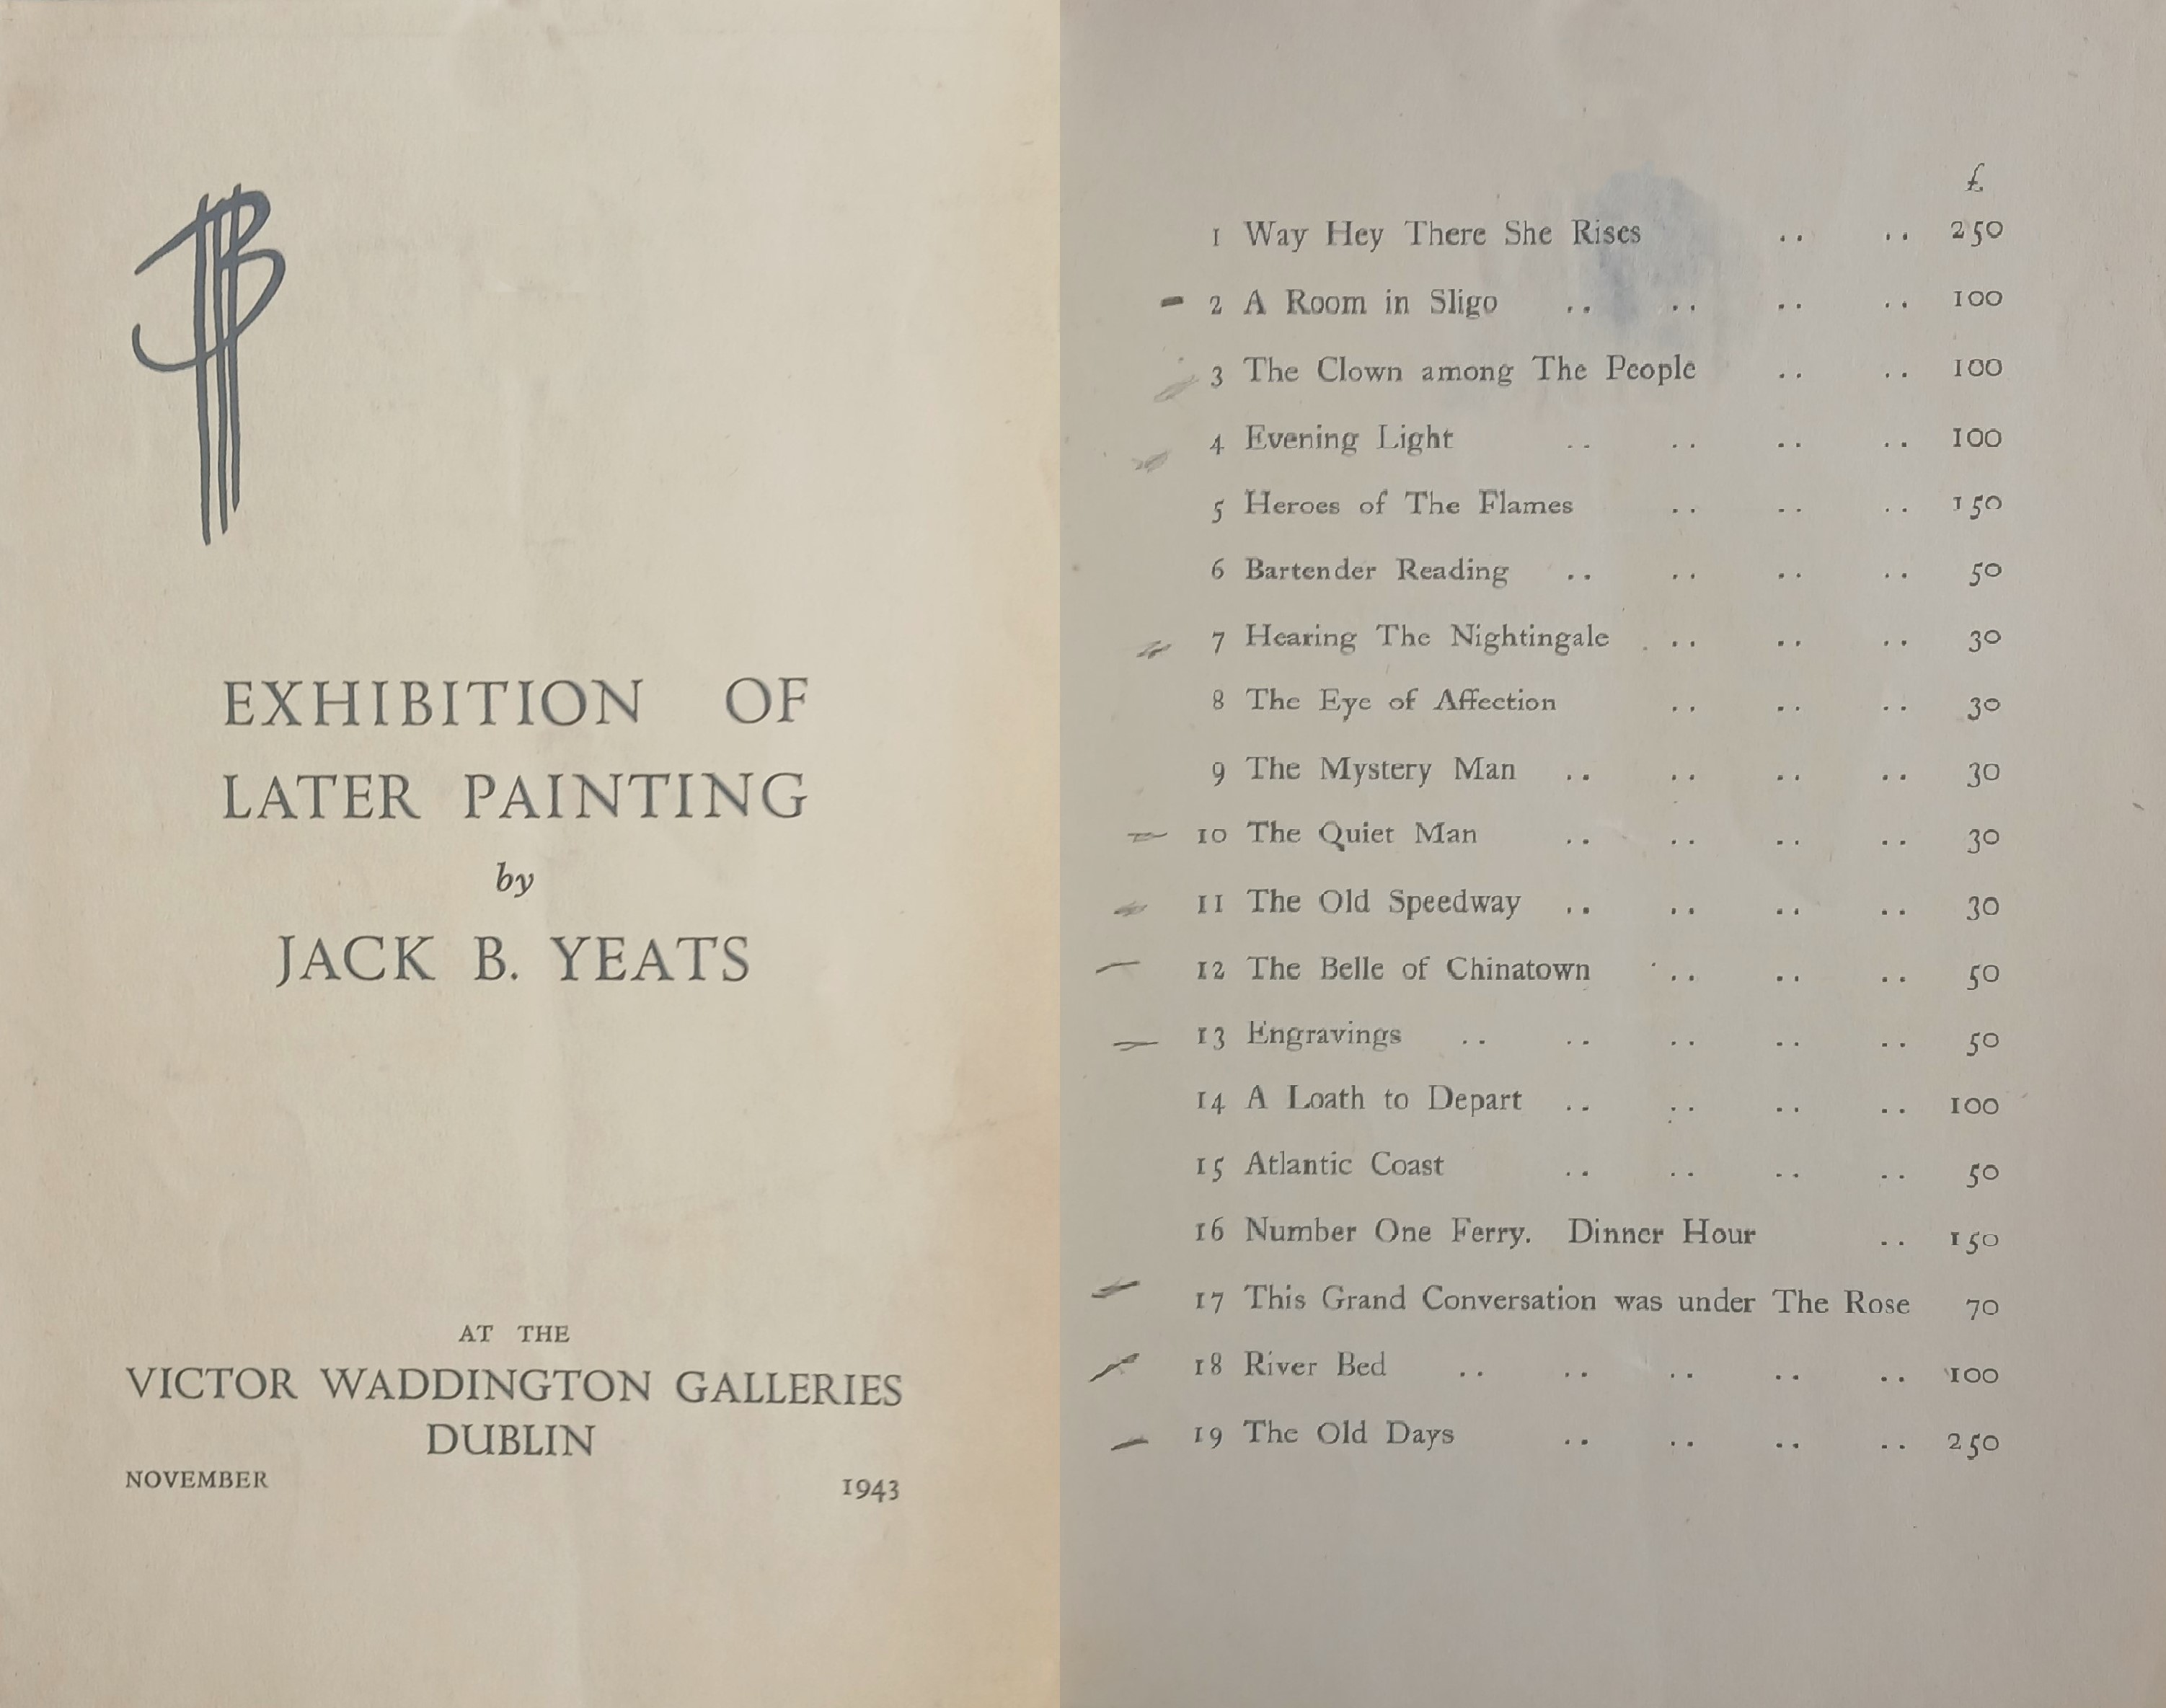 JB
EXHIBITION OF
LATER PAINTING
by
JACK B. YEATS
AT THE
VICTOR WADDINGTON GALLERIES
DUBLIN
NOVEMBER 1943
£
1 Way Hey There She Rises .. .. 250
2 A Room in Sligo .. .. .. .. 100
3 The Clown among The People .. .. 100
4 Evening Light .. .. .. .. 100
5 Heroes of The Flames .. .. .. 150
6 Bartender Reading .. .. .. .. 50
7 Hearing The Nightingale .. .. .. 30
8 The Eye of Affection .. .. .. 30
9 The Mystery Man .. .. .. .. 30
10 The Quiet Man .. .. .. .. 30
11 The Old Speedway .. .. .. .. 30
12 The Belle of Chinatown .. .. .. 50
13 Engravings .. .. .. .. .. 50
14 A Loath to Depart .. .. .. .. 100
15 Atlantic Coast .. .. .. .. 50
16 Number One Ferry. Dinner Hour .. 150
17 This Grand Conversation was under The Rose 70
18 River Bed .. .. .. .. .. 100
19 The Old Days .. .. .. .. 250